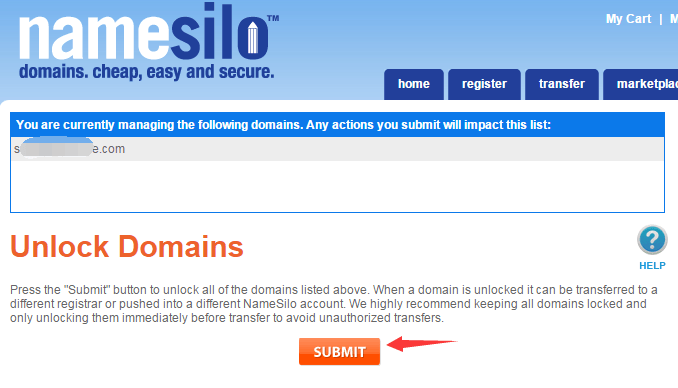 namesilo™
domains. cheap, easy and secure.
My Cart | M
home register transfer marketplac
You are currently managing the following domains. Any actions you submit will impact this list:
s e.com
Unlock Domains
?
HELP
Press the "Submit" button to unlock all of the domains listed above. When a domain is unlocked it can be transferred to a
different registrar or pushed into a different NameSilo account. We highly recommend keeping all domains locked and
only unlocking them immediately before transfer to avoid unauthorized transfers.
SUBMIT